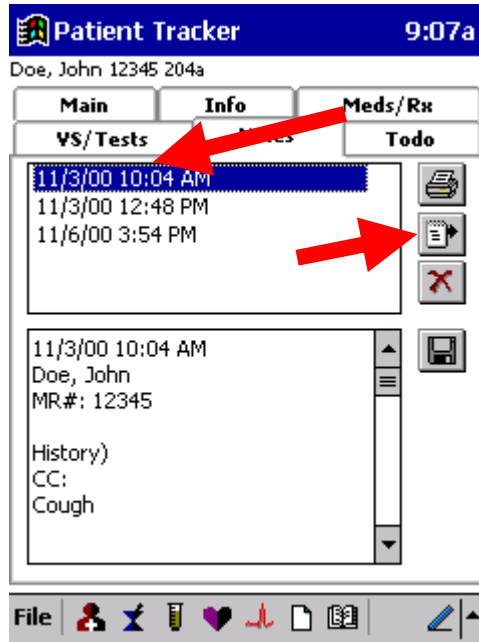 Patient Tracker 9:07a
Doe, John 12345 204a
Main Info Meds/Rx
VS/Tests Todo
11/3/00 10:04 AM
11/3/00 12:48 PM
11/6/00 3:54 PM
11/3/00 10:04 AM
Doe, John
MR#: 12345
History)
CC:
Cough
File